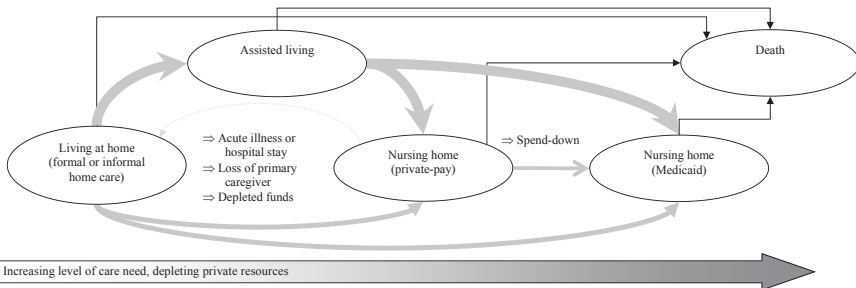 Assisted living
Death
Living at home
(formal or informal
home care)
⇒ Acute illness or
hospital stay
⇒ Loss of primary
caregiver
⇒ Depleted funds
Nursing home
(private-pay)
⇒ Spend-down
Nursing home
(Medicaid)
Increasing level of care need, depleting private resources